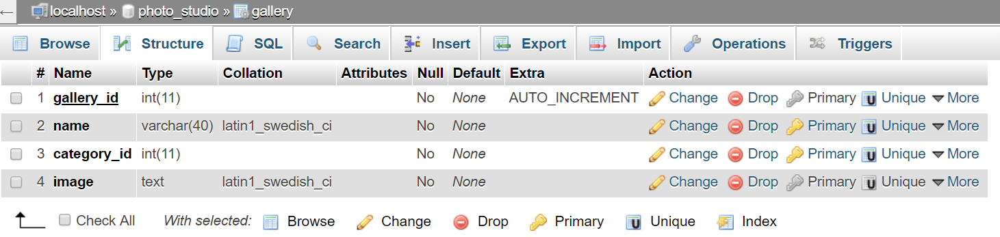 ← localhost » photo_studio » gallery
Browse Structure SQL Search Insert Export Import Operations Triggers
# Name Type Collation Attributes Null Default Extra Action
1 gallery_id int(11) No None AUTO_INCREMENT Change Drop Primary U Unique More
2 name varchar(40) latin1_swedish_ci No None Change Drop Primary U Unique More
3 category_id int(11) No None Change Drop Primary U Unique More
4 image text latin1_swedish_ci No None Change Drop Primary U Unique More
Check All With selected: Browse Change Drop Primary U Unique Index